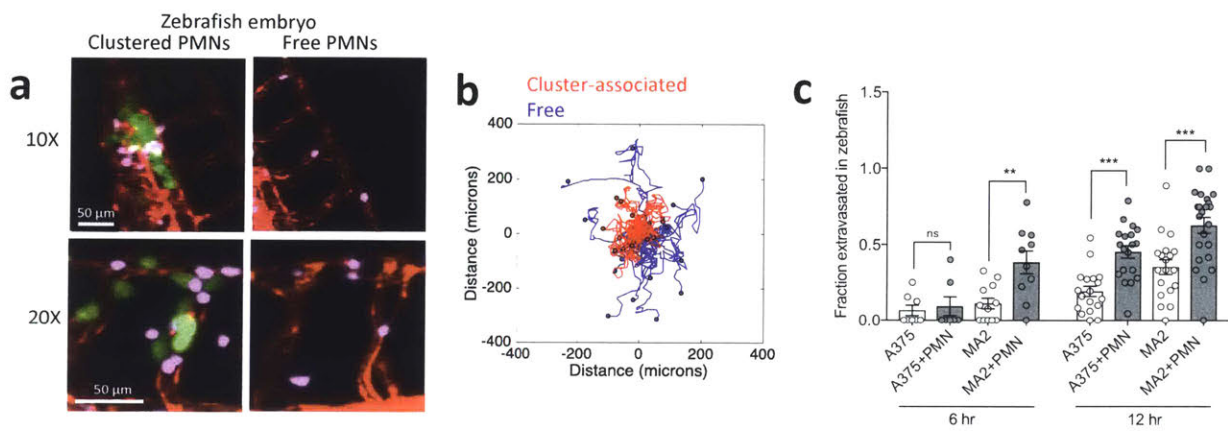 Zebrafish embryo
Clustered PMNs
Free PMNs
a
10X
50 µm
20X
50 µm
b
Cluster-associated
Free
400
200
0
-200
-400
Distance (microns)
-400
-200
0
200
400
Distance (microns)
c
Fraction extravasated in zebrafish
1.5
1.0
0.5
0.0
ns
**
***
***
A375
A375+PMN
MA2
MA2+PMN
A375
A375+PMN
MA2
MA2+PMN
6 hr
12 hr